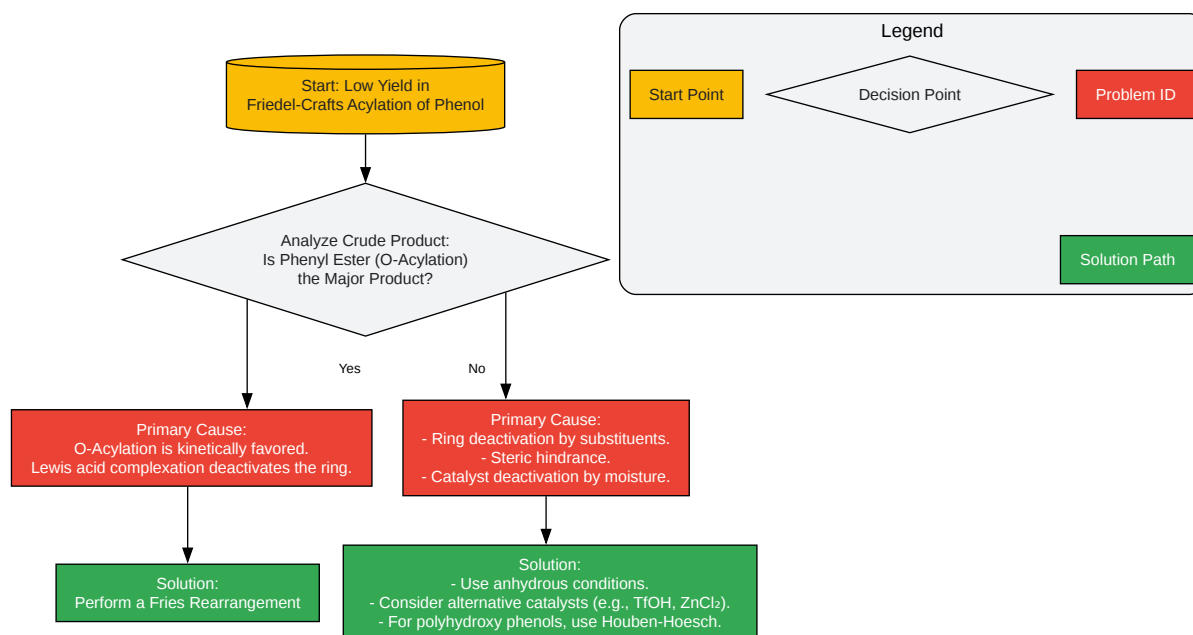 Start: Low Yield in
Friedel-Crafts Acylation of Phenol
Analyze Crude Product:
Is Phenyl Ester (O-Acylation)
the Major Product?
Yes
No
Primary Cause:
O-Acylation is kinetically favored.
Lewis acid complexation deactivates the ring.
Primary Cause:
- Ring deactivation by substituents.
- Steric hindrance.
- Catalyst deactivation by moisture.
Solution:
Perform a Fries Rearrangement
Solution:
- Use anhydrous conditions.
- Consider alternative catalysts (e.g., TfOH, ZnCl₂).
- For polyhydroxy phenols, use Houben-Hoesch.
Legend
Start Point
Decision Point
Problem ID
Solution Path